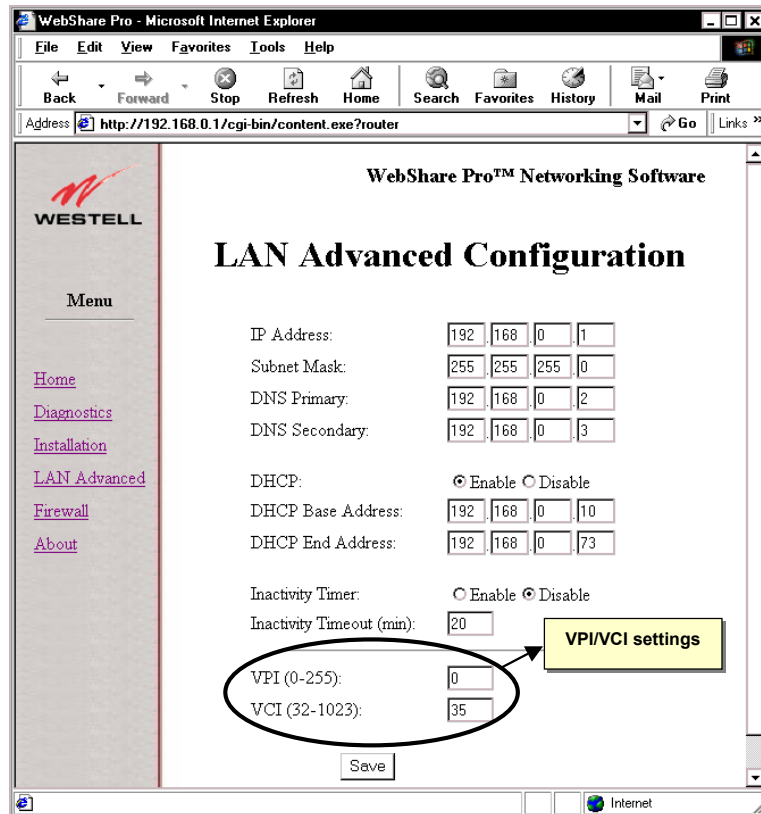 WebShare Pro - Microsoft Internet Explorer
File Edit View Favorites Tools Help
Back Forward Stop Refresh Home Search Favorites History Mail Print
Address http://192.168.0.1/cgi-bin/content.exe?router Go Links »
WESTELL
WebShare Pro™ Networking Software
LAN Advanced Configuration
Menu
Home
Diagnostics
Installation
LAN Advanced
Firewall
About
IP Address: 192 .168 .0 .1
Subnet Mask: 255 .255 .255 .0
DNS Primary: 192 .168 .0 .2
DNS Secondary: 192 .168 .0 .3
DHCP: Enable Disable
DHCP Base Address: 192 .168 .0 .10
DHCP End Address: 192 .168 .0 .73
Inactivity Timer: Enable Disable
Inactivity Timeout (min): 20
VPI/VCI settings
VPI (0-255): 0
VCI (32-1023): 35
Save
Internet